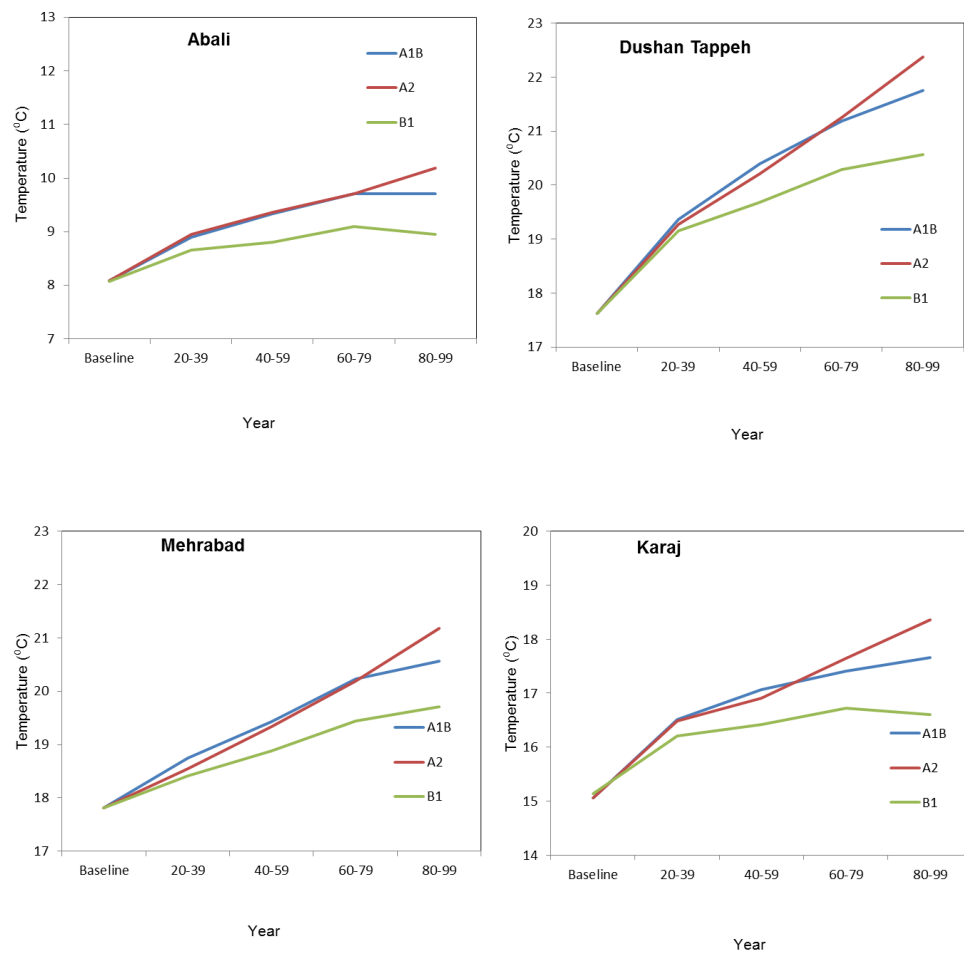 Abali
Temperature (⁰C)
13
12
11
10
9
8
7
A1B
A2
B1
Baseline 20-39 40-59 60-79 80-99
Year
Dushan Tappeh
Temperature (⁰C)
23
22
21
20
19
18
17
A1B
A2
B1
Baseline 20-39 40-59 60-79 80-99
Year
Mehrabad
Temperature (⁰C)
23
22
21
20
19
18
17
A1B
A2
B1
Baseline 20-39 40-59 60-79 80-99
Year
Karaj
Temperature (⁰C)
20
19
18
17
16
15
14
A1B
A2
B1
Baseline 20-39 40-59 60-79 80-99
Year